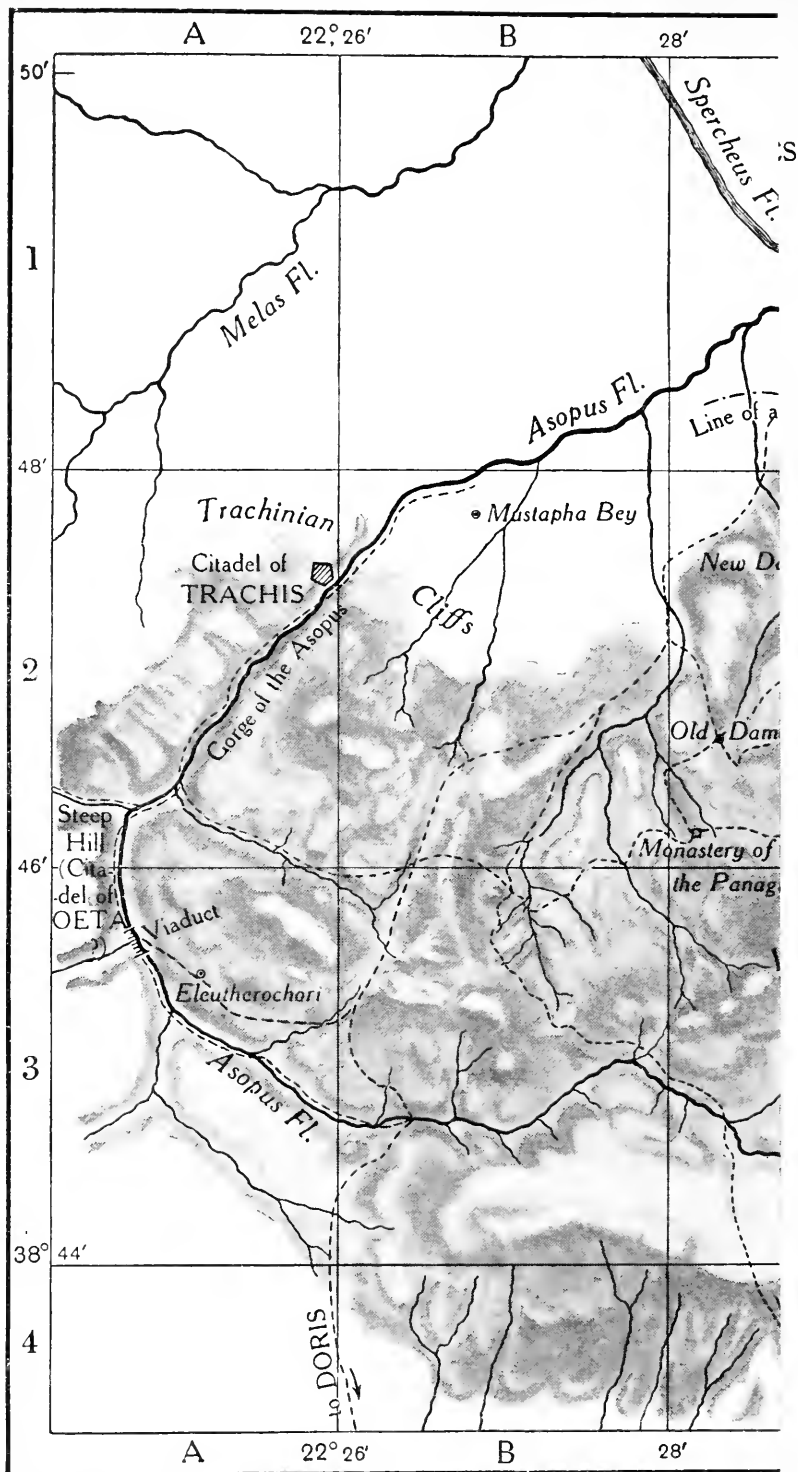 A 22° 26′ B 28′
50′
Spercheus Fl.
1
Melas Fl.
Asopus Fl.
Line of a
48′
Trachinian
Mustapha Bey
Citadel of
TRACHIS
New Da
Cliffs
Gorge of the Asopus
2
Old Dam
Steep
Hill
(Cita-
del of
OETA)
46′
Monastery of
the Panag
Viaduct
Eleutherochori
3
Asopus Fl.
38° 44′
4
to DORIS
A 22° 26′ B 28′